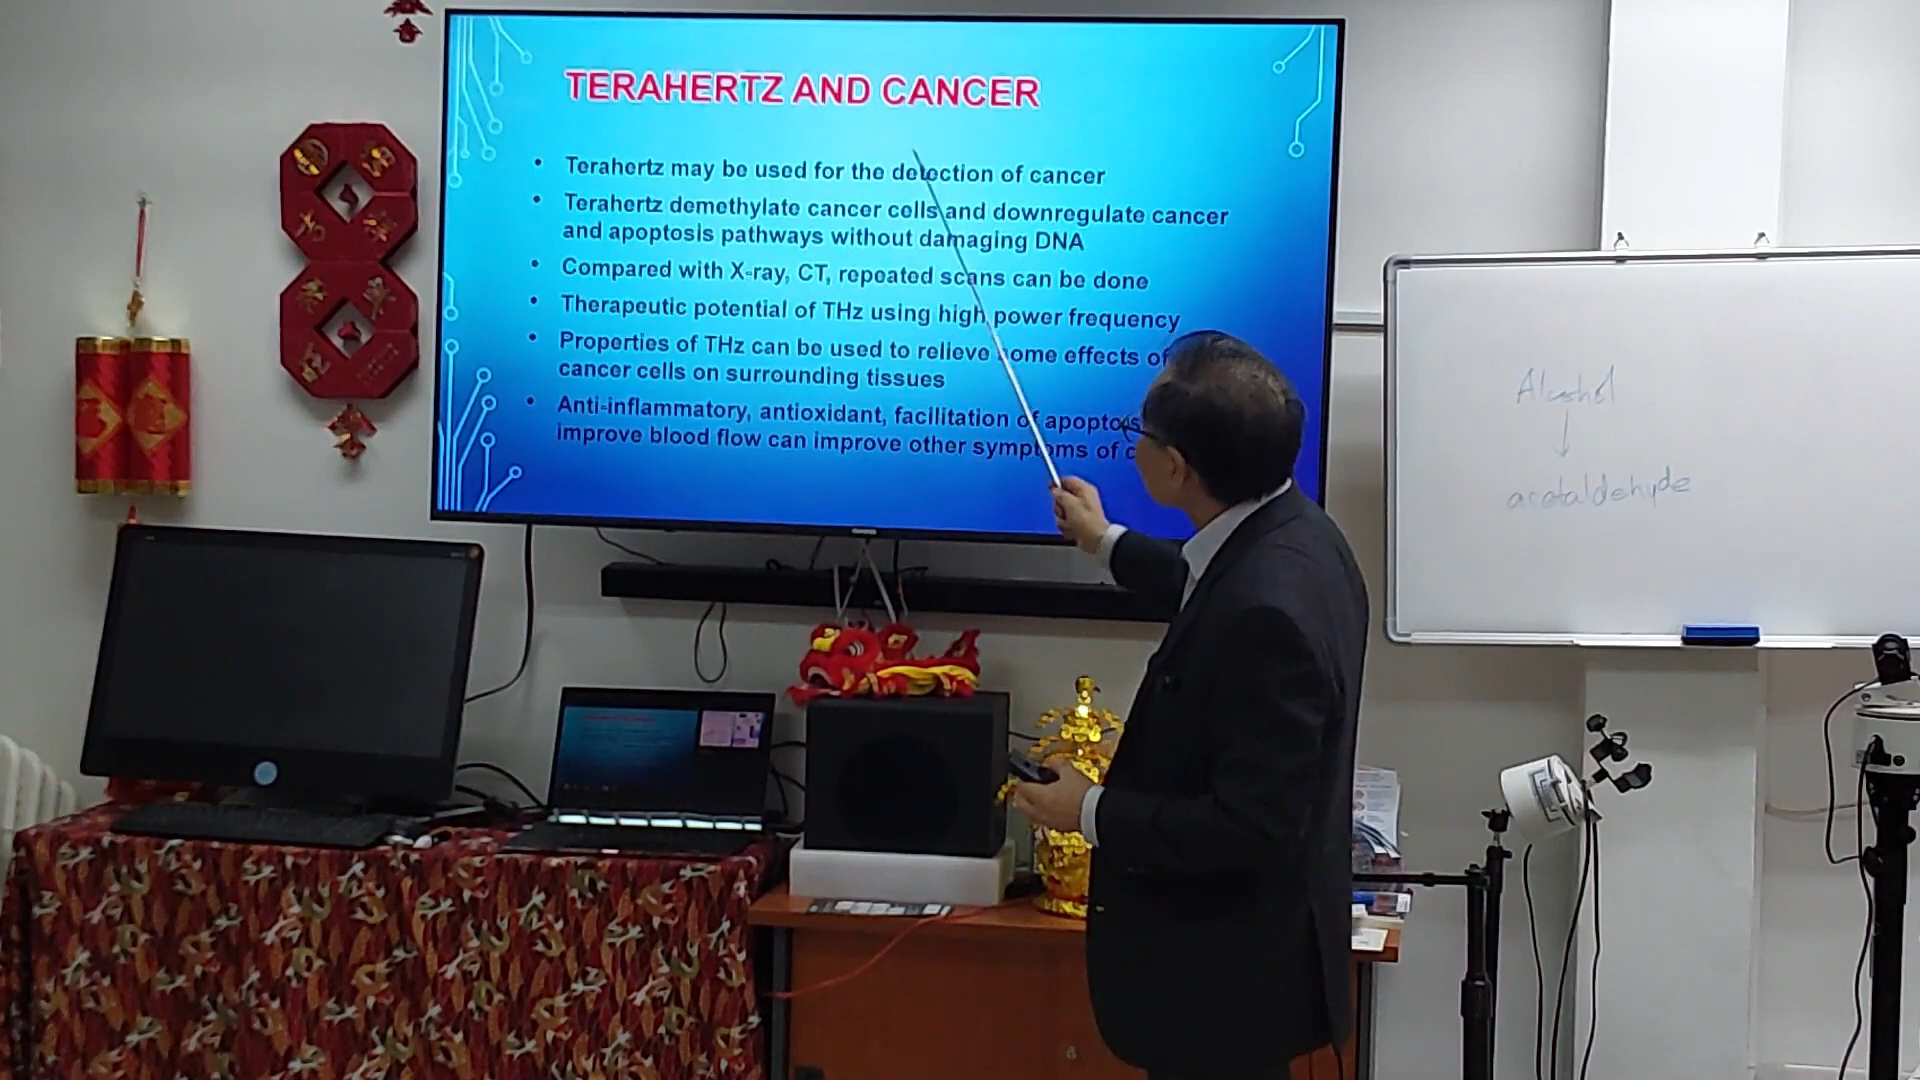 TERAHERTZ AND CANCER
• Terahertz may be used for the detection of cancer
• Terahertz demethylate cancer cells and downregulate cancer
and apoptosis pathways without damaging DNA
• Compared with X-ray, CT, repeated scans can be done
• Therapeutic potential of THz using high power frequency
• Properties of THz can be used to relieve some effects of
cancer cells on surrounding tissues
• Anti-inflammatory, antioxidant, facilitation of
improve blood flow can improve other symptoms of
Alcohol
acetaldehyde